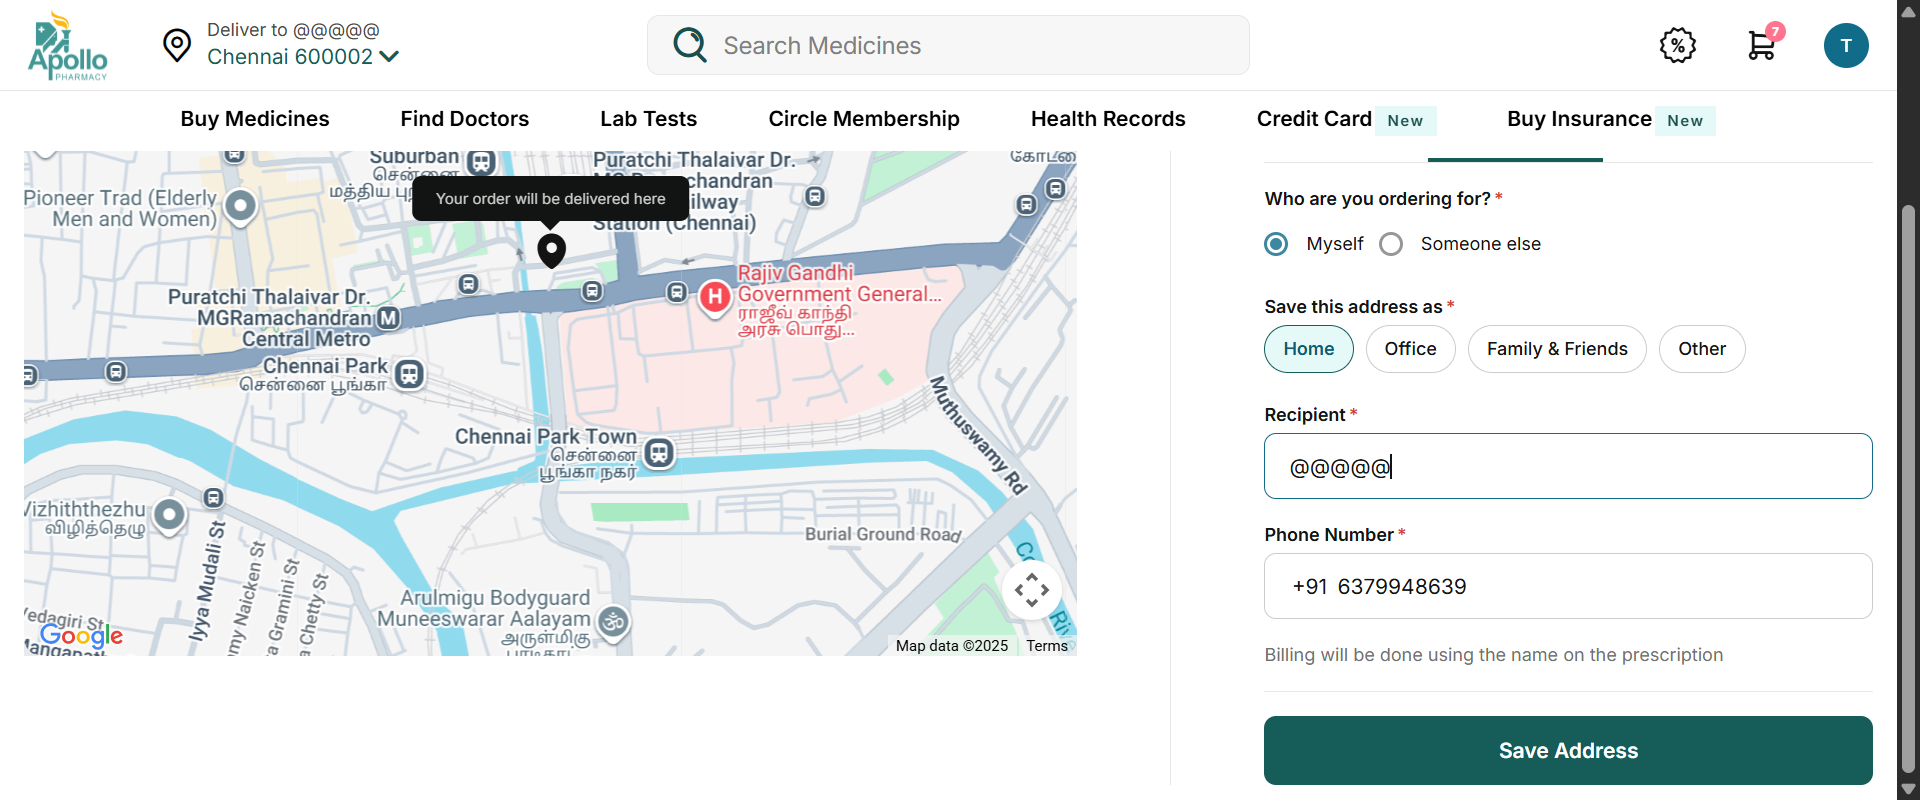 Apollo
PHARMACY
Deliver to @@@@@
Chennai 600002
Search Medicines
%
7
T
Buy Medicines
Find Doctors
Lab Tests
Circle Membership
Health Records
Credit Card New
Buy Insurance New
Suburban
சென்னை
மத்திய
Puratchi Thalaivar Dr.
Station (Chennai)
கோட்டை
Pioneer Trad (Elderly
Men and Women)
Your order will be delivered here
Puratchi Thalaivar Dr.
MGRamachandran
Central Metro
M
Rajiv Gandhi
Government General...
ராஜீவ் காந்தி
அரசு பொது...
H
Chennai Park
சென்னை பூங்கா
Muthuswamy Rd
Chennai Park Town
சென்னை
பூங்கா நகர்
Vizhiththezhu
விழித்தெழு
Iyya Mudali St
Naicken St
Gramini St
Chetty St
Burial Ground Road
Arulmigu Bodyguard
Muneeswarar Aalayam
அருள்மிகு
Google
Map data ©2025
Terms
Who are you ordering for? *
Myself
Someone else
Save this address as *
Home
Office
Family & Friends
Other
Recipient *
@@@@@
Phone Number *
+91 6379948639
Billing will be done using the name on the prescription
Save Address